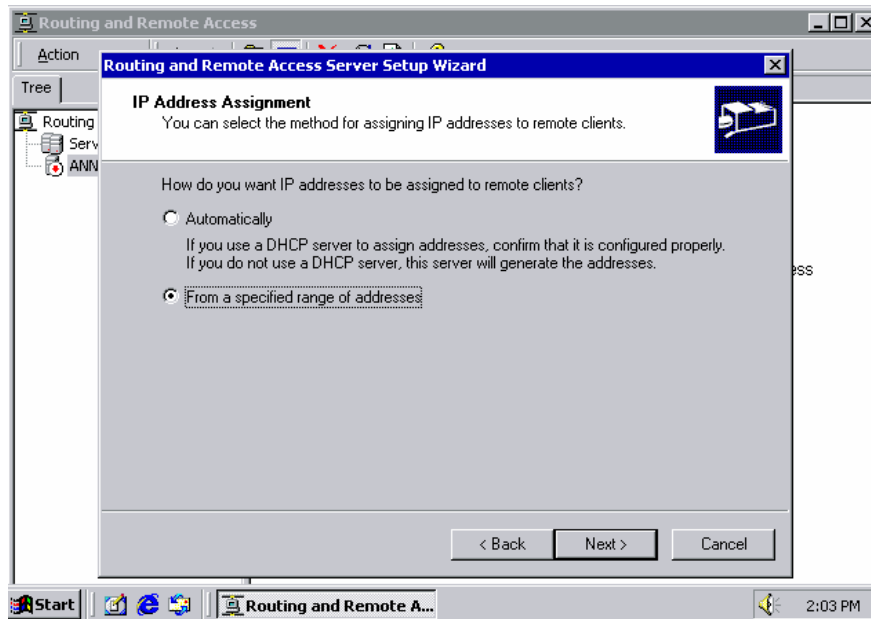 Routing and Remote Access
Action
Tree
Routing
Serv
ANN
Routing and Remote Access Server Setup Wizard
IP Address Assignment
You can select the method for assigning IP addresses to remote clients.
How do you want IP addresses to be assigned to remote clients?
Automatically
If you use a DHCP server to assign addresses, confirm that it is configured properly.
If you do not use a DHCP server, this server will generate the addresses.
From a specified range of addresses
ess
< Back Next > Cancel
Start Routing and Remote A... 2:03 PM